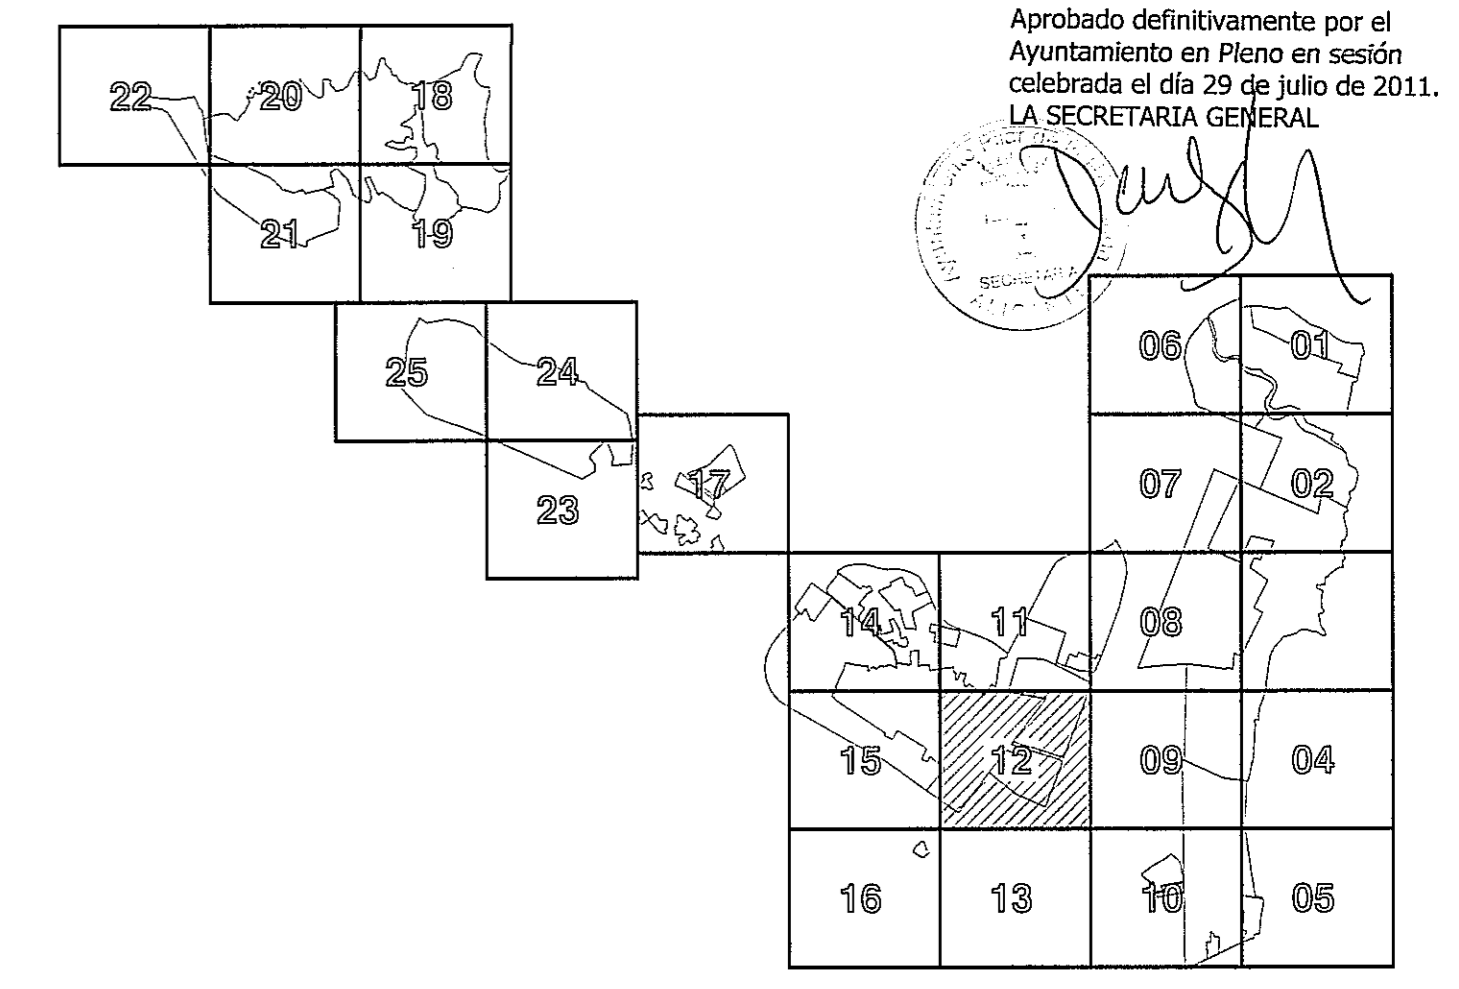 Aprobado definitivamente por el
Ayuntamiento en Pleno en sesión
celebrada el día 29 de julio de 2011.
LA SECRETARIA GENERAL
SECRETARIA
22 20 18
21 19
06 01
25 24
07 17 02
23
14 11 08
15 12 09 04
16 13 10 05